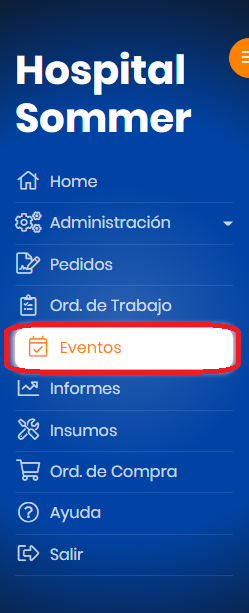 Hospital
Sommer
Home
Administración
Pedidos
Ord. de Trabajo
Eventos
Informes
Insumos
Ord. de Compra
Ayuda
Salir